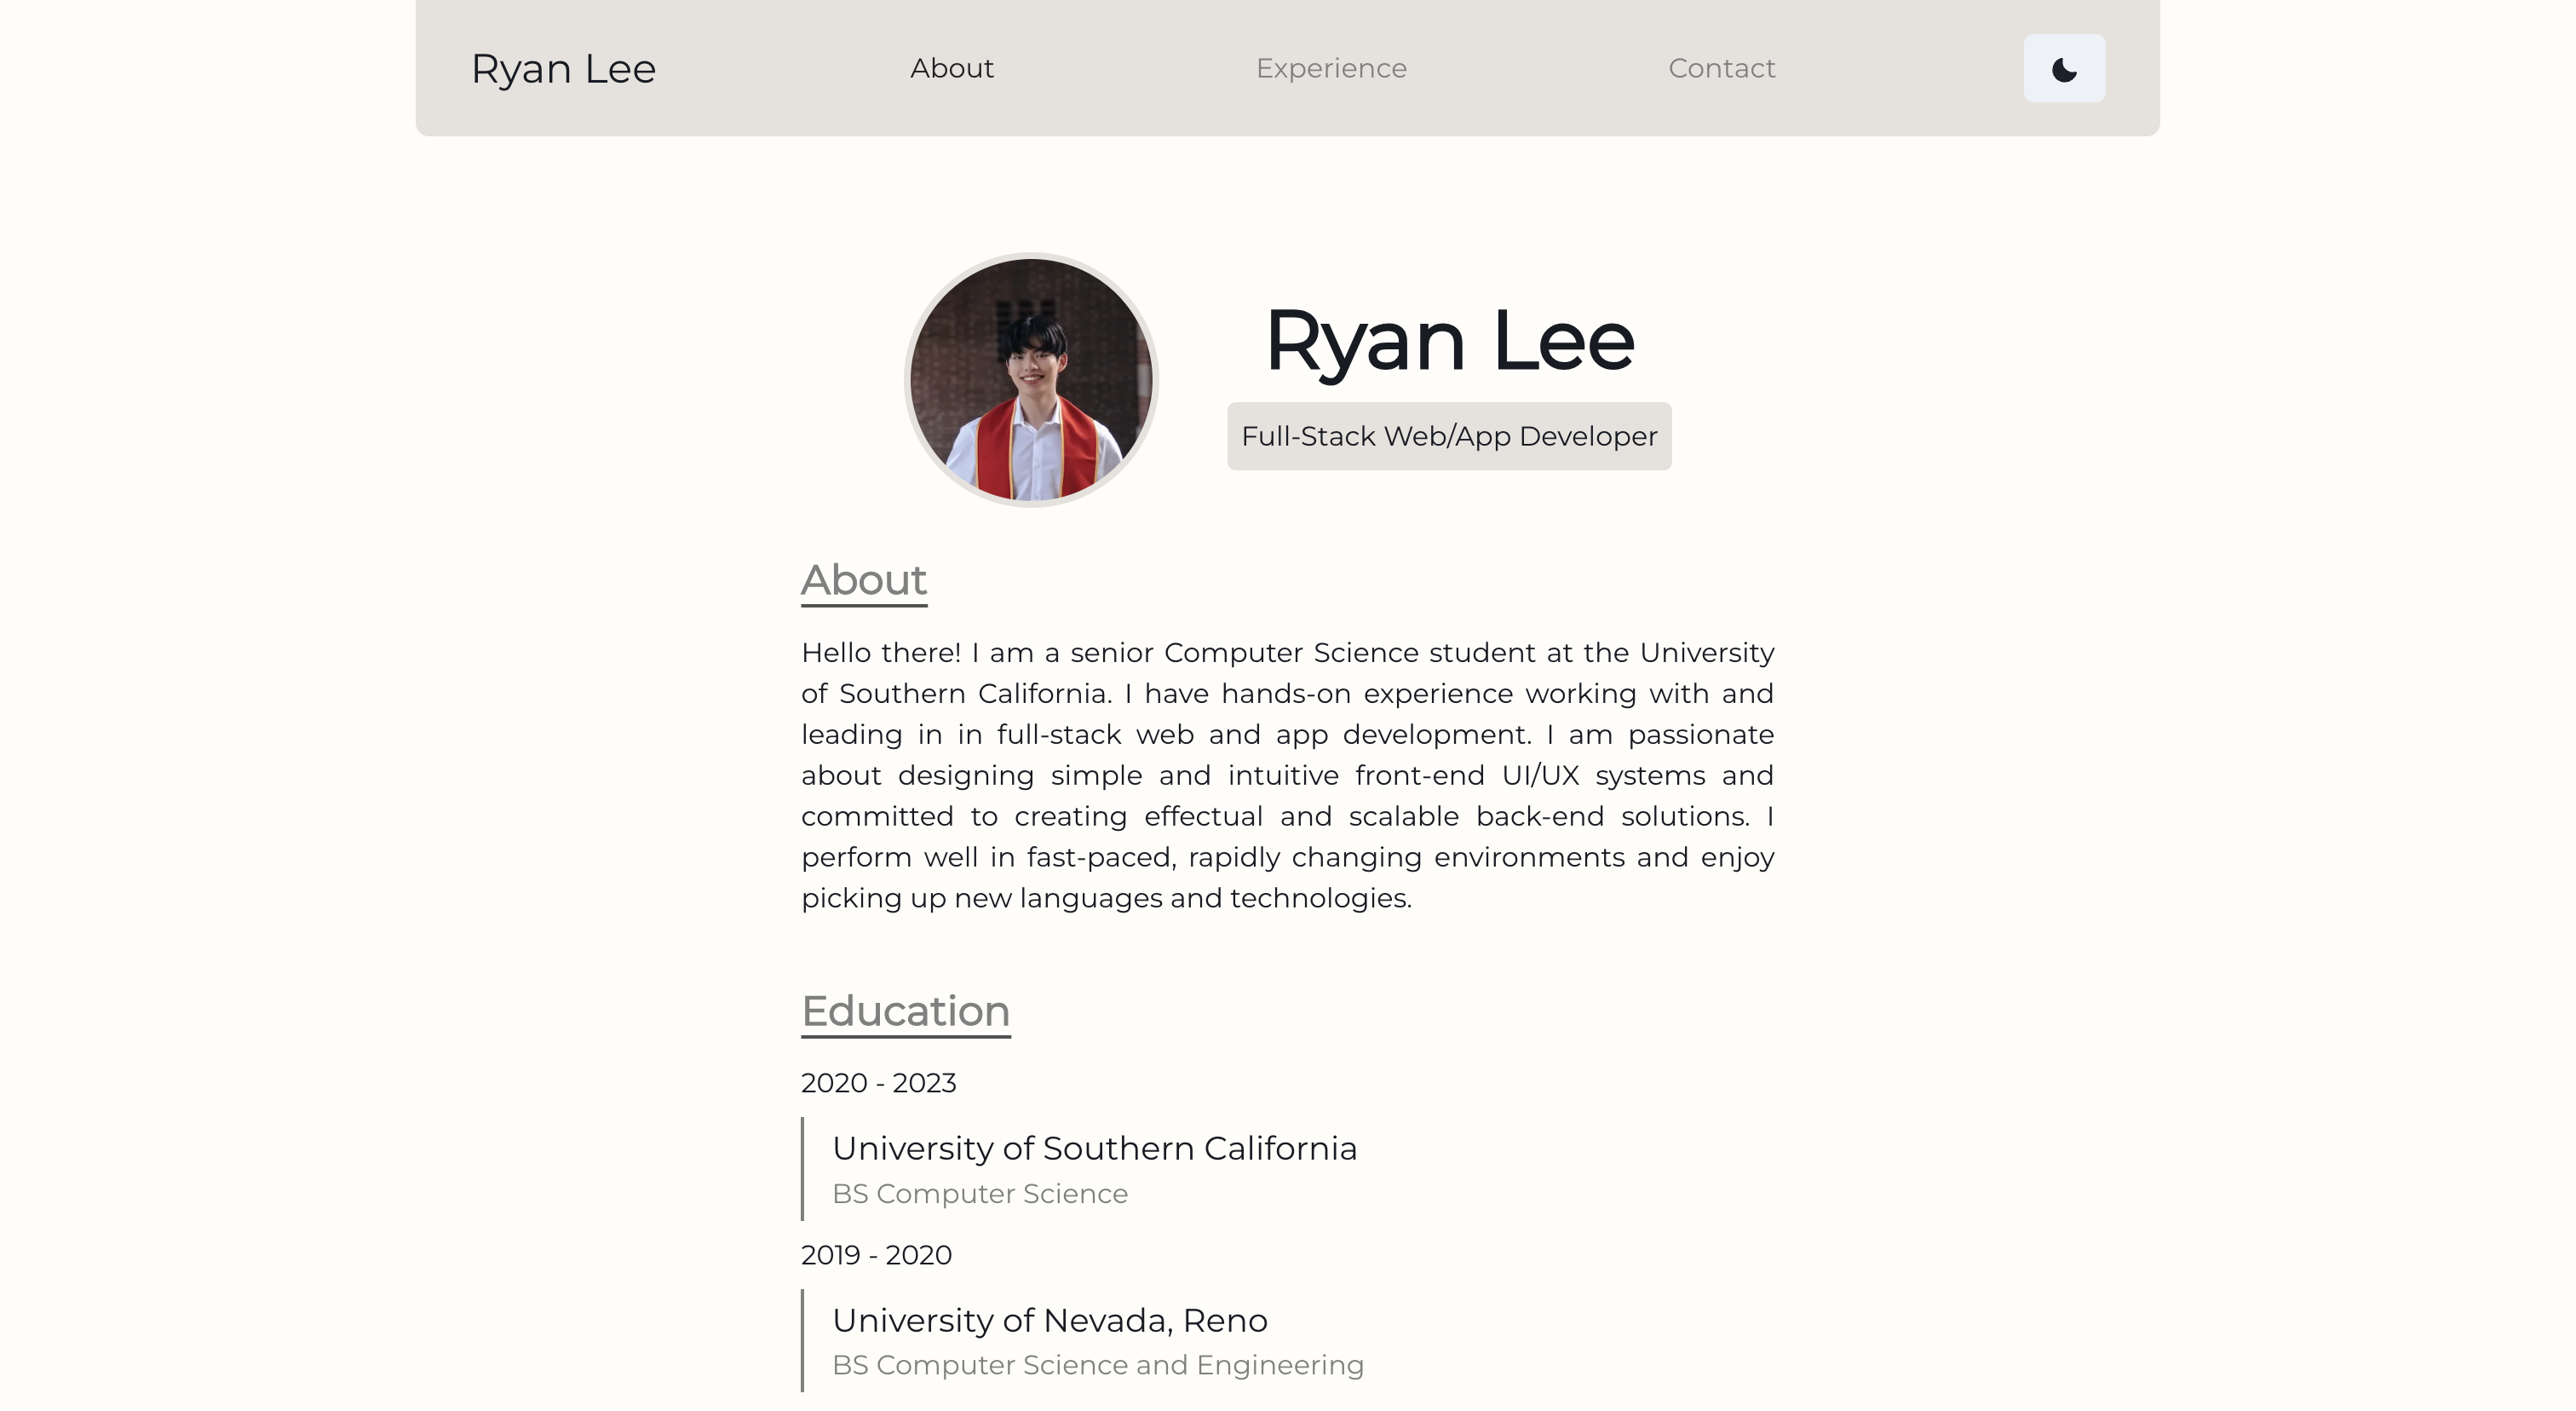 Ryan Lee
About
Experience
Contact
Ryan Lee
Full-Stack Web/App Developer
About
Hello there! I am a senior Computer Science student at the University
of Southern California. I have hands-on experience working with and
leading in in full-stack web and app development. I am passionate
about designing simple and intuitive front-end UI/UX systems and
committed to creating effectual and scalable back-end solutions. I
perform well in fast-paced, rapidly changing environments and enjoy
picking up new languages and technologies.
Education
2020 - 2023
University of Southern California
BS Computer Science
2019 - 2020
University of Nevada, Reno
BS Computer Science and Engineering